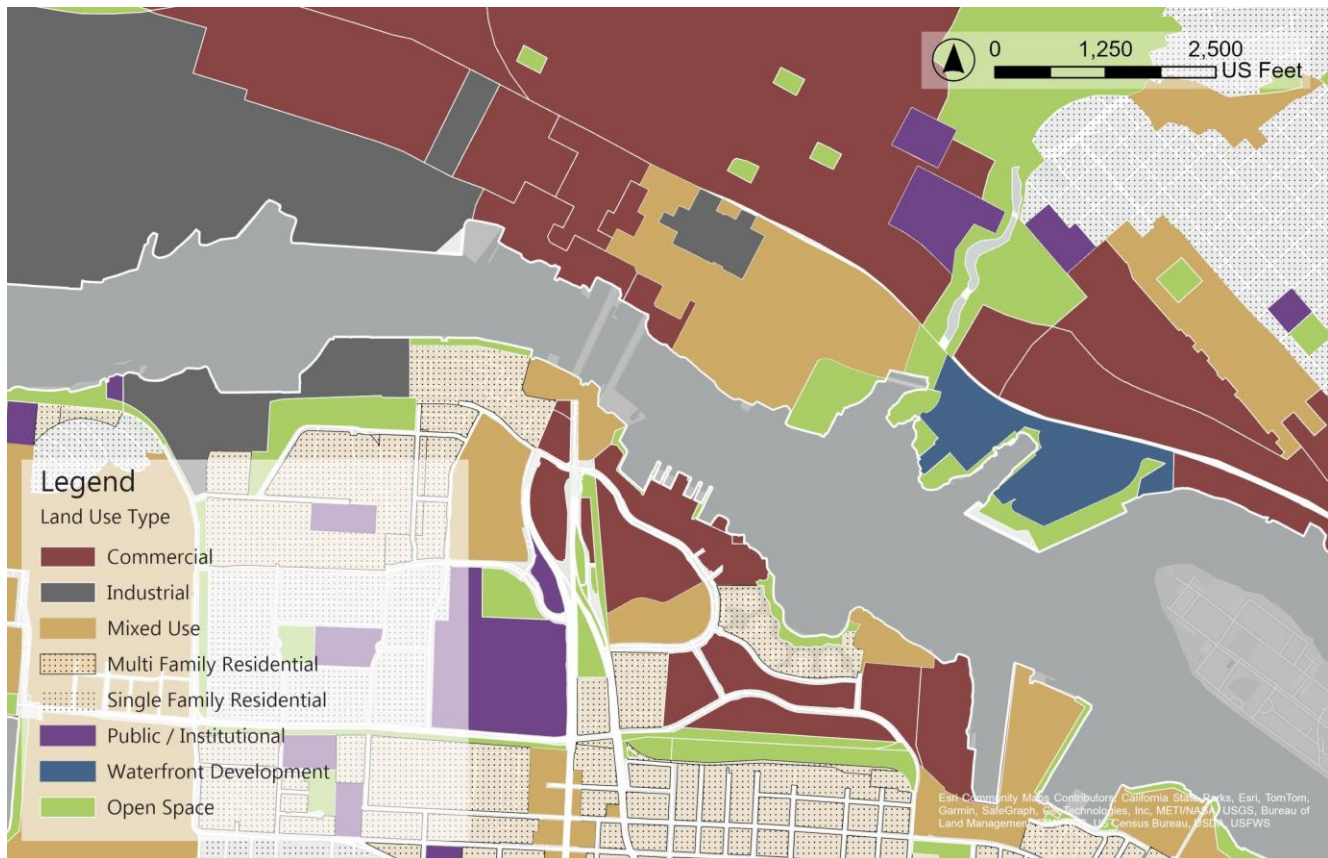 0 1,250 2,500
US Feet
Legend
Land Use Type
Commercial
Industrial
Mixed Use
Multi Family Residential
Single Family Residential
Public / Institutional
Waterfront Development
Open Space
Esri Community Maps Contributors, California State Parks, Esri, TomTom,
Garmin, SafeGraph, GeoTechnologies, Inc, METI/NASA, USGS, Bureau of
Land Management, Census Bureau, USDA, USFWS